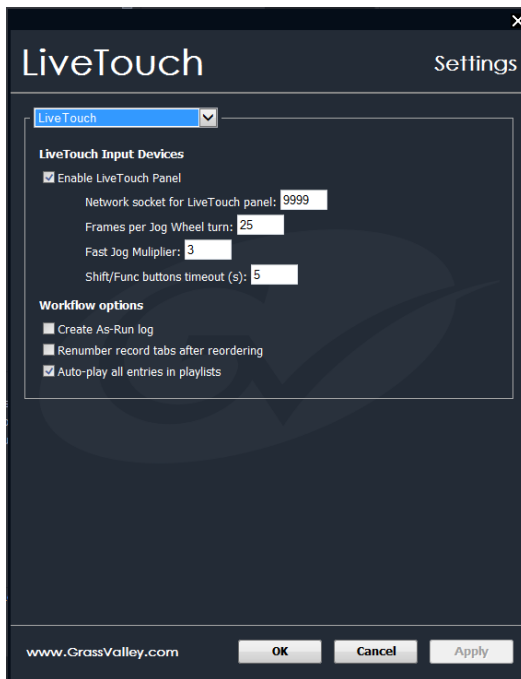 LiveTouch
Settings
LiveTouch
LiveTouch Input Devices
Enable LiveTouch Panel
Network socket for LiveTouch panel: 9999
Frames per Jog Wheel turn: 25
Fast Jog Muliplier: 3
Shift/Func buttons timeout (s): 5
Workflow options
Create As-Run log
Renumber record tabs after reordering
Auto-play all entries in playlists
www.GrassValley.com
OK
Cancel
Apply